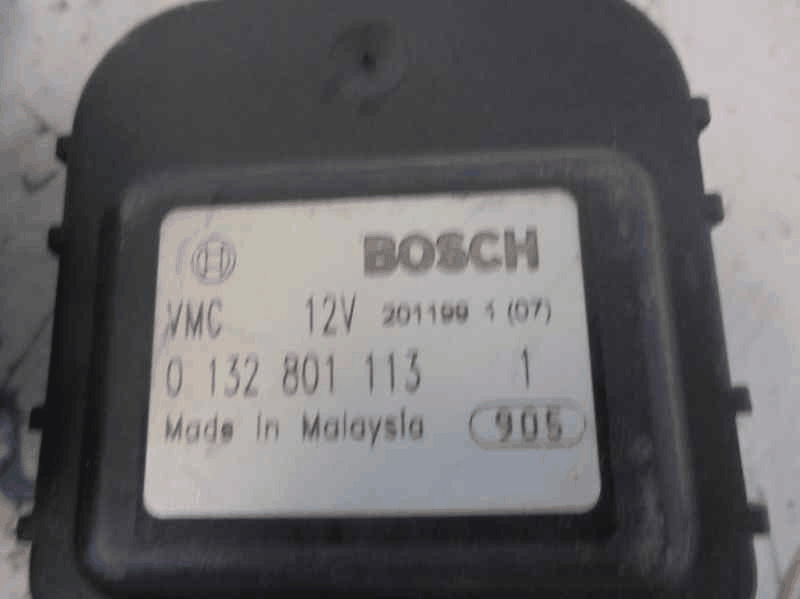 BOSCH
VMC 12V 201199 1 (07)
0 132 801 113 1
Made in Malaysia 905